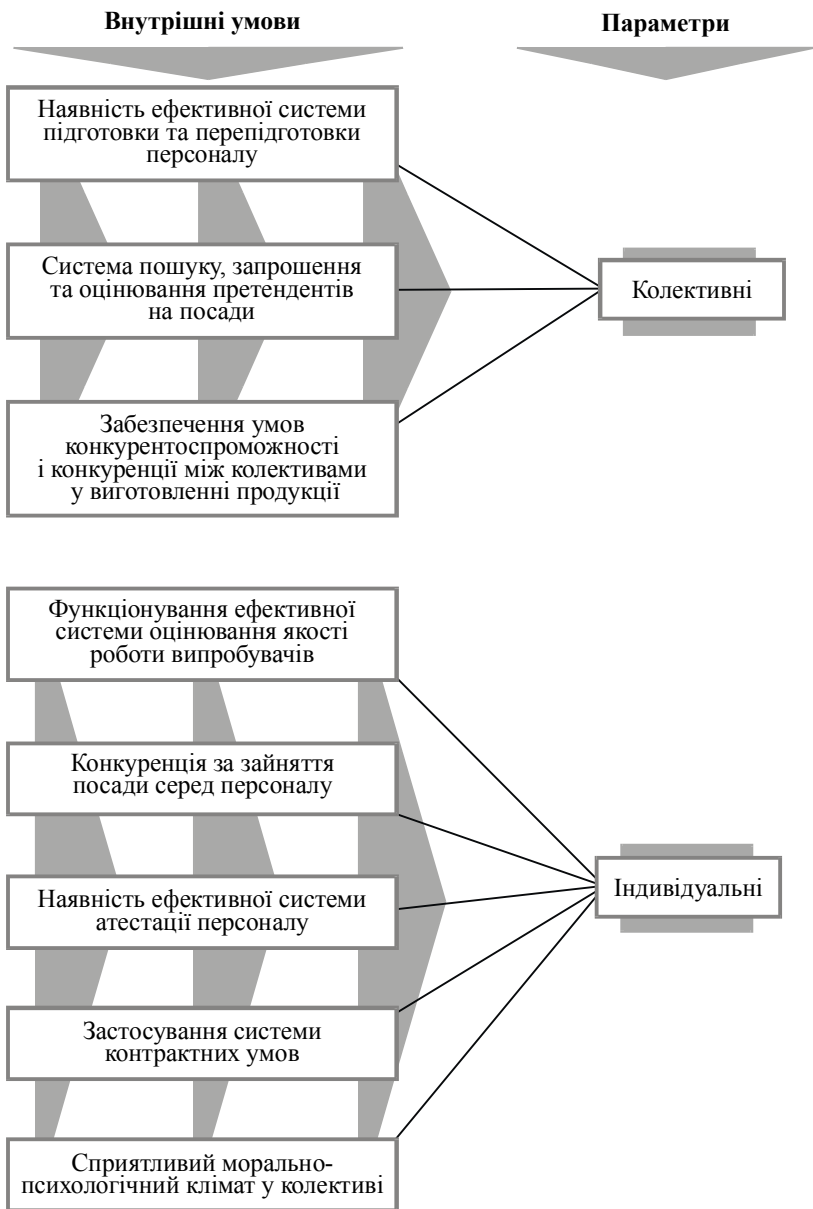 Внутрішні умови
Параметри
Наявність ефективної системи
підготовки та перепідготовки
персоналу
Система пошуку, запрошення
та оцінювання претендентів
на посади
Колективні
Забезпечення умов
конкурентоспроможності
і конкуренції між колективами
у виготовленні продукції
Функціонування ефективної
системи оцінювання якості
роботи випробувачів
Конкуренція за зайняття
посади серед персоналу
Наявність ефективної системи
атестації персоналу
Індивідуальні
Застосування системи
контрактних умов
Сприятливий морально-
психологічний клімат у колективі